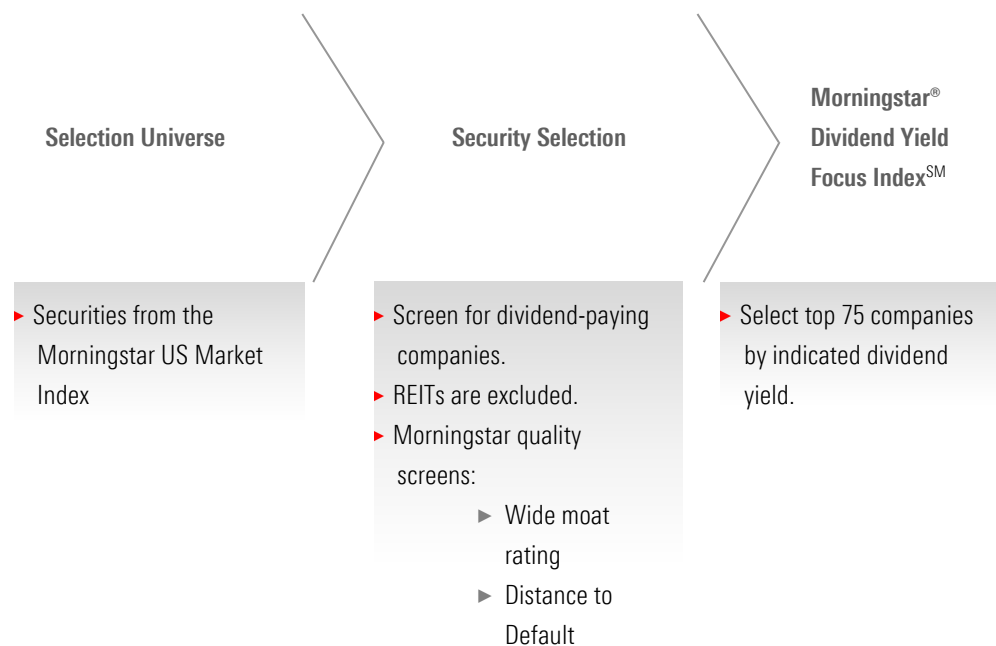 Selection Universe
Security Selection
Morningstar®
Dividend Yield
Focus Index℠
► Securities from the
Morningstar US Market
Index
► Screen for dividend-paying
companies.
► REITs are excluded.
► Morningstar quality
screens:
► Wide moat
rating
► Distance to
Default
► Select top 75 companies
by indicated dividend
yield.